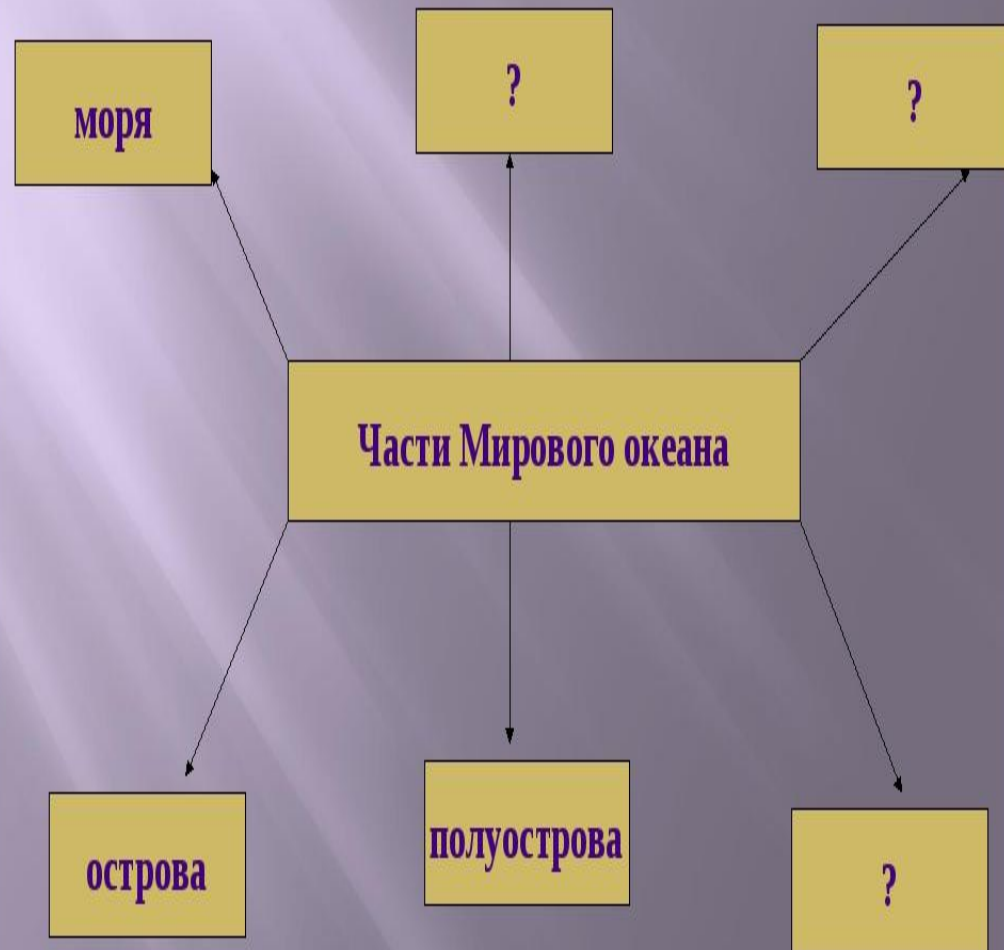 моря
?
?
Части Мирового океана
острова
полуострова
?